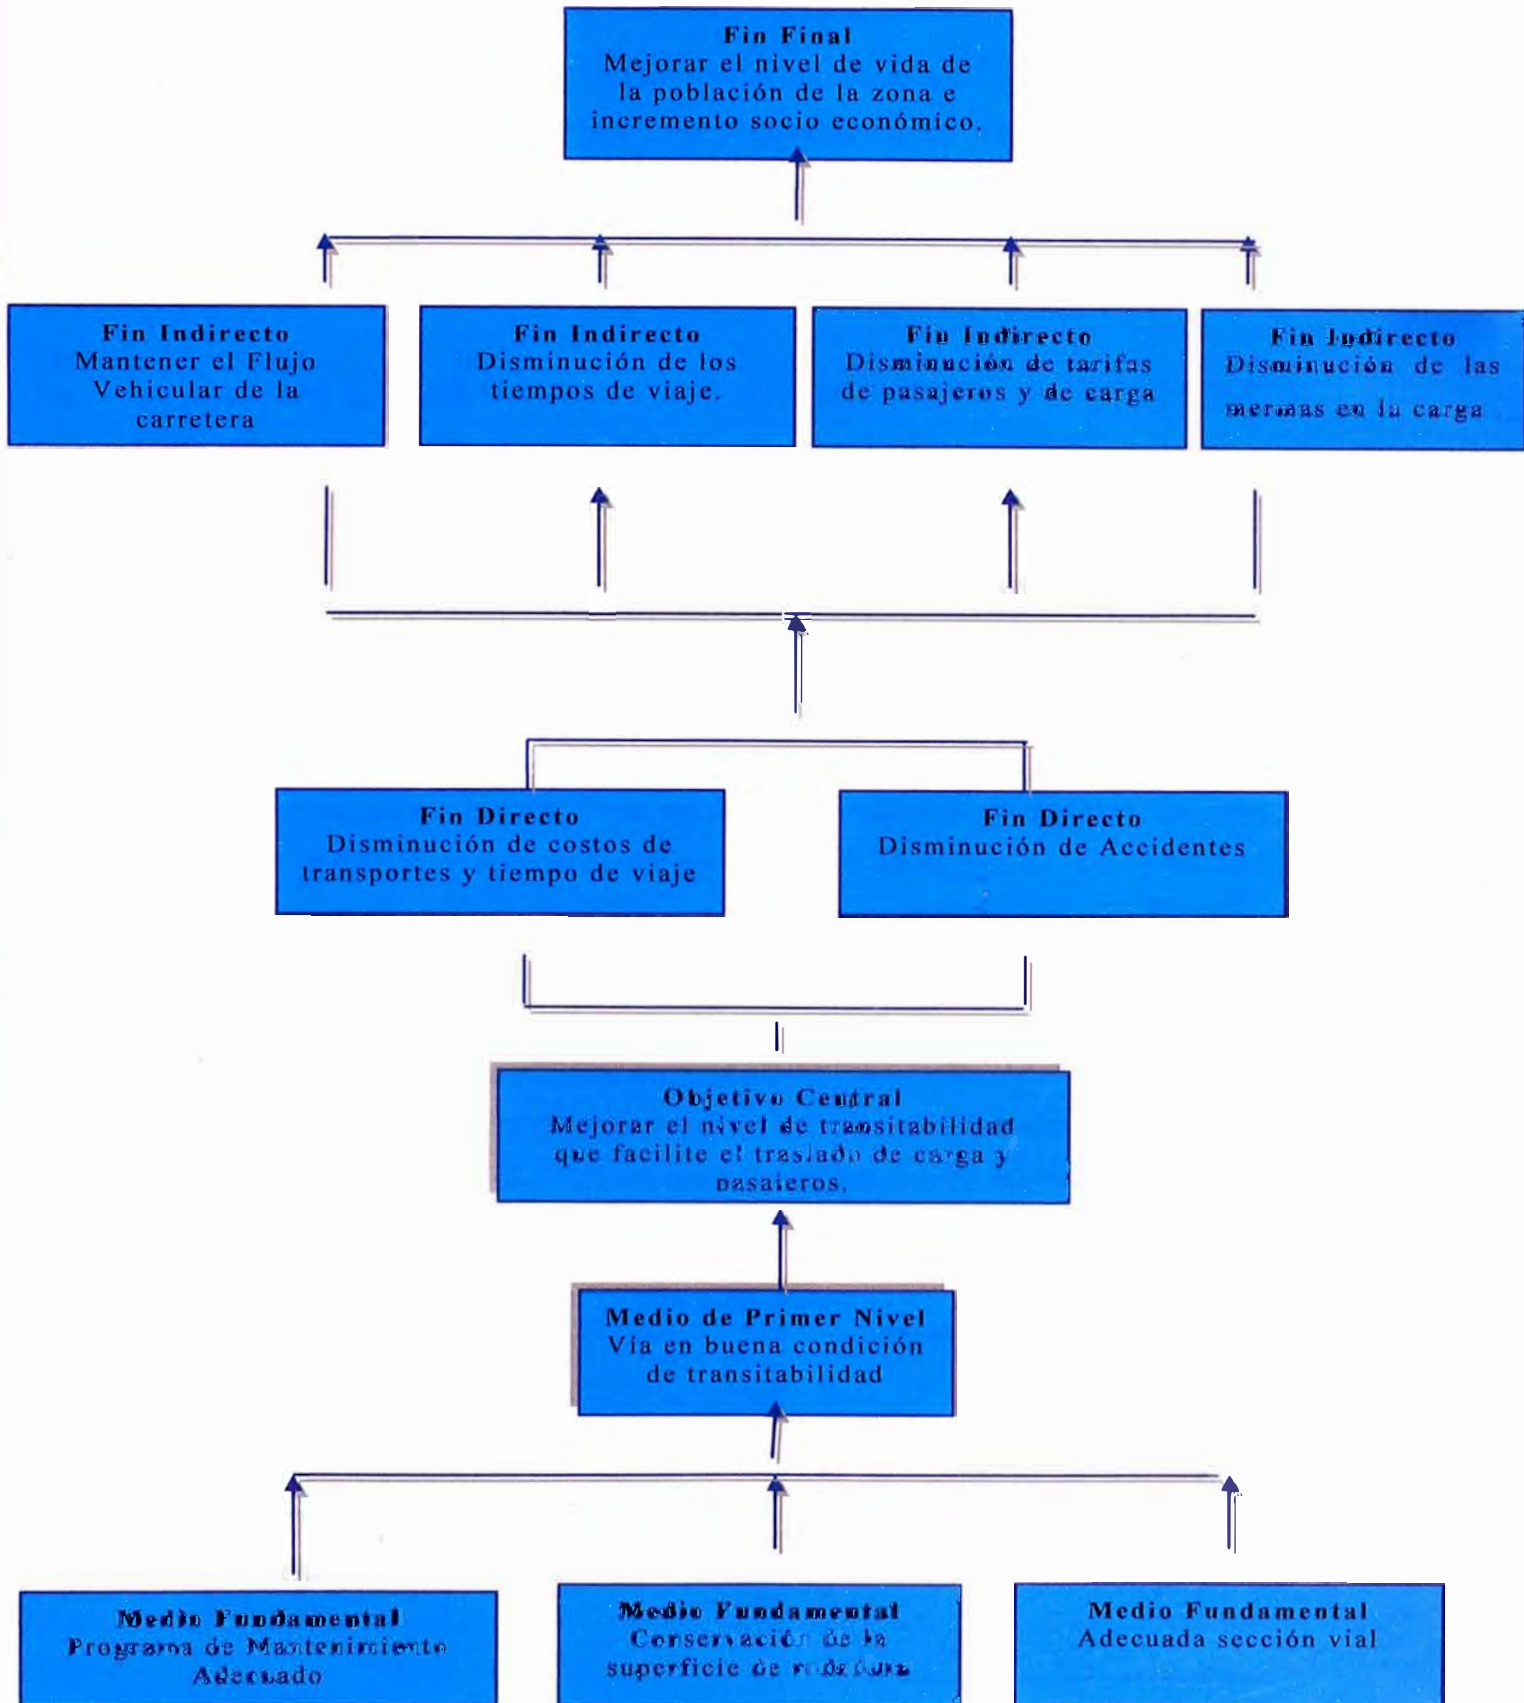 Fin Final
Mejorar el nivel de vida de
la población de la zona e
incremento socio económico.
Fin Indirecto
Mantener el Flujo
Vehicular de la
carretera
Fin Indirecto
Disminución de los
tiempos de viaje.
Fin Indirecto
Disminución de tarifas
de pasajeros y de carga
Fin Indirecto
Disminución de las
mermas en la carga
Fin Directo
Disminución de costos de
transportes y tiempo de viaje
Fin Directo
Disminución de Accidentes
Objetivo Central
Mejorar el nivel de transitabilidad
que facilite el traslado de carga y
pasajeros.
Medio de Primer Nivel
Vía en buena condición
de transitabilidad
Medio Fundamental
Programa de Mantenimiento
Adecuado
Medio Fundamental
Conservación de la
superficie de rodadura
Medio Fundamental
Adecuada sección vial